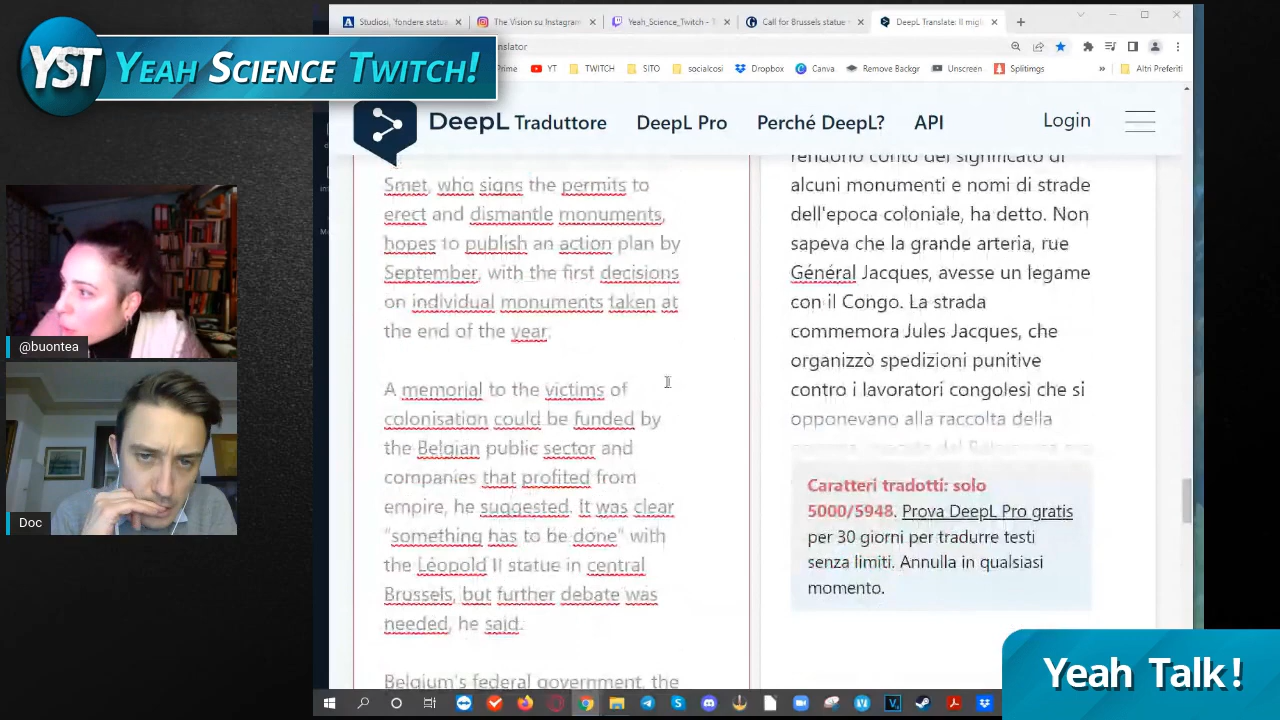 YST YEAH SCIENCE TWITCH!
Studiosi, 'fondere statue
The Vision su Instagram
Yeah_Science_Twitch - T
Call for Brussels statue
DeepL Translate: Il migl
nslator
Prime
YT
TWITCH
SITO
socialcosi
Dropbox
Canva
Remove Backgr
Unscreen
Splitimgs
»
Altri Preferiti
DeepL Traduttore
DeepL Pro
Perché DeepL?
API
Login
Smet, who signs the permits to
erect and dismantle monuments,
hopes to publish an action plan by
September, with the first decisions
on individual monuments taken at
the end of the year.
A memorial to the victims of
colonisation could be funded by
the Belgian public sector and
companies that profited from
empire, he suggested. It was clear
“something has to be done” with
the Léopold II statue in central
Brussels, but further debate was
needed, he said.
Belgium's federal government, the
rendono conto del significato di
alcuni monumenti e nomi di strade
dell'epoca coloniale, ha detto. Non
sapeva che la grande arteria, rue
Général Jacques, avesse un legame
con il Congo. La strada
commemora Jules Jacques, che
organizzò spedizioni punitive
contro i lavoratori congolesi che si
opponevano alla raccolta della
Caratteri tradotti: solo
5000/5948. Prova DeepL Pro gratis
per 30 giorni per tradurre testi
senza limiti. Annulla in qualsiasi
momento.
@buontea
Doc
Yeah Talk!